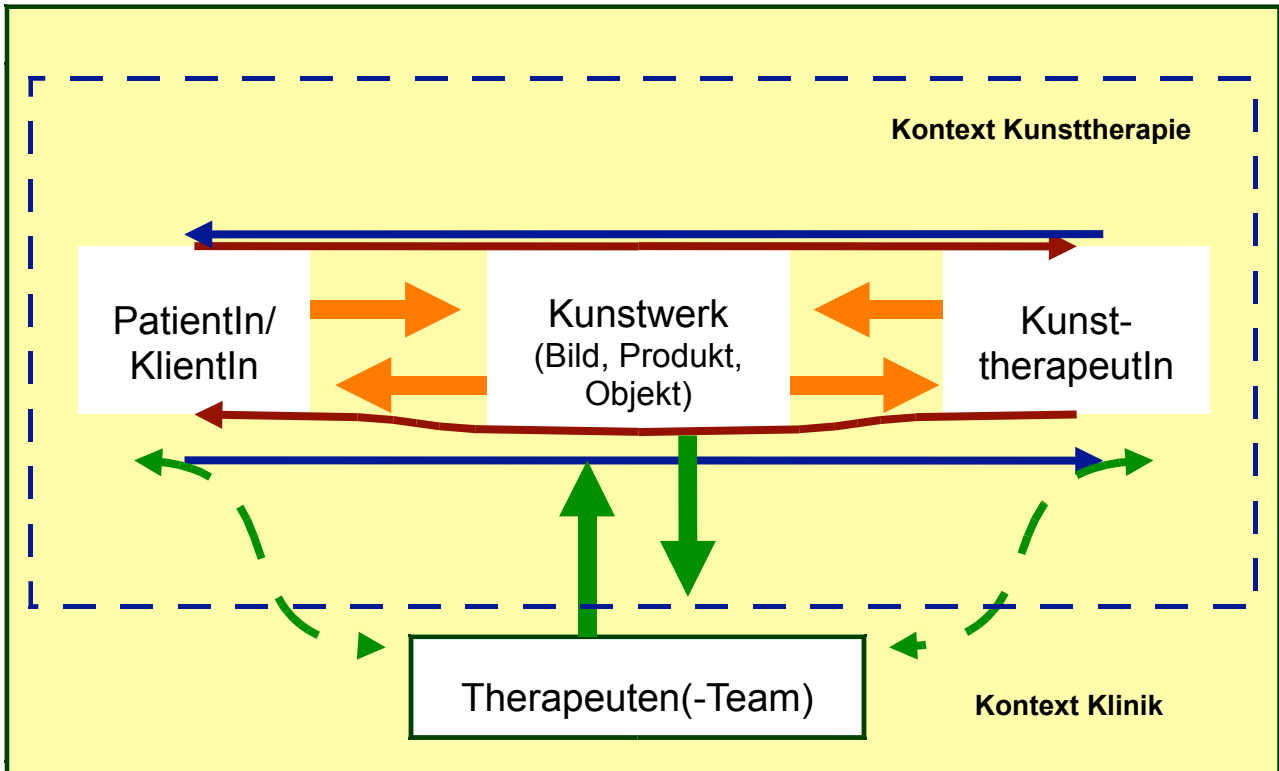 Kontext Kunsttherapie
PatientIn/
KlientIn
Kunstwerk
(Bild, Produkt,
Objekt)
Kunst-
therapeutIn
Therapeuten(-Team)
Kontext Klinik